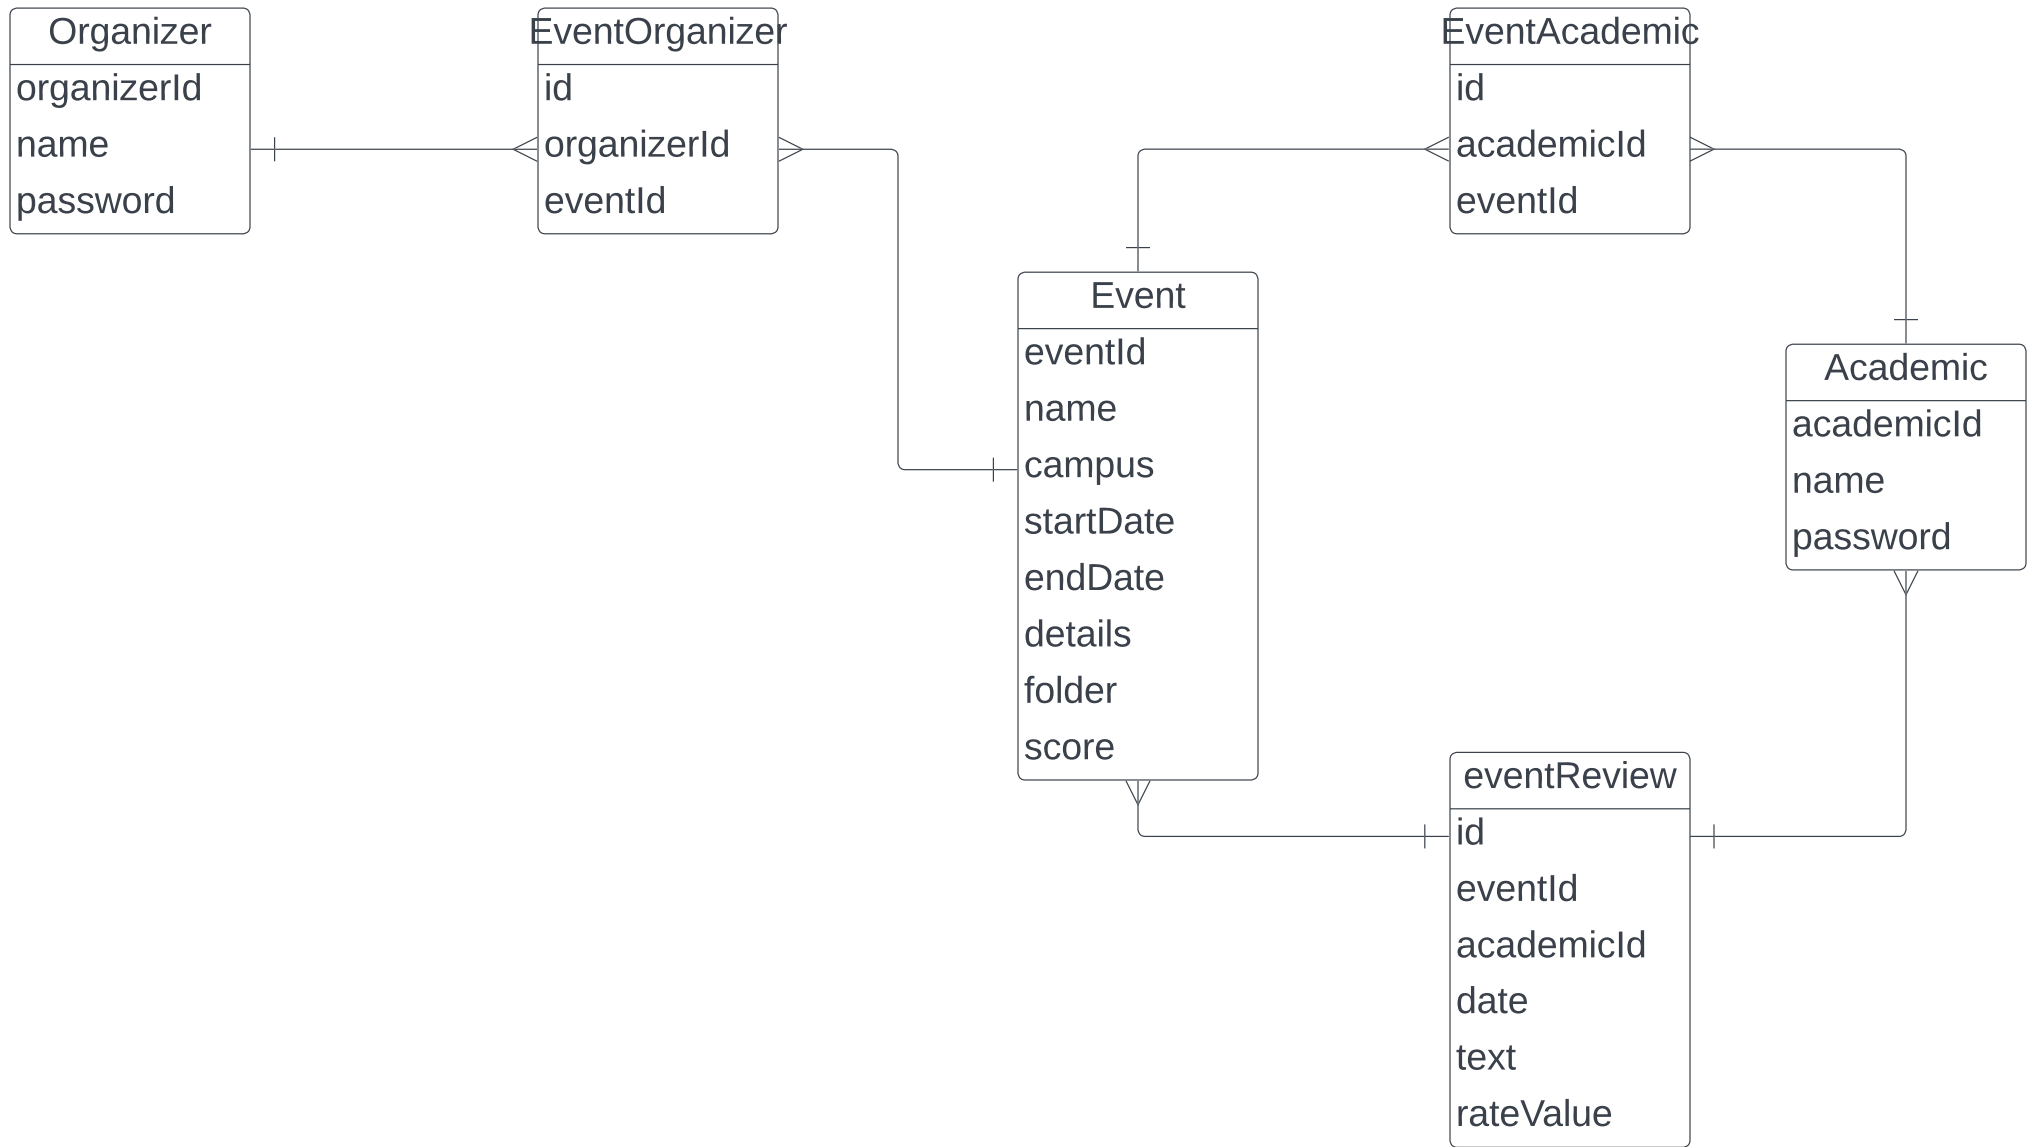 Organizer
organizerId
name
password
EventOrganizer
id
organizerId
eventId
EventAcademic
id
academicId
eventId
Event
eventId
name
campus
startDate
endDate
details
folder
score
Academic
academicId
name
password
eventReview
id
eventId
academicId
date
text
rateValue